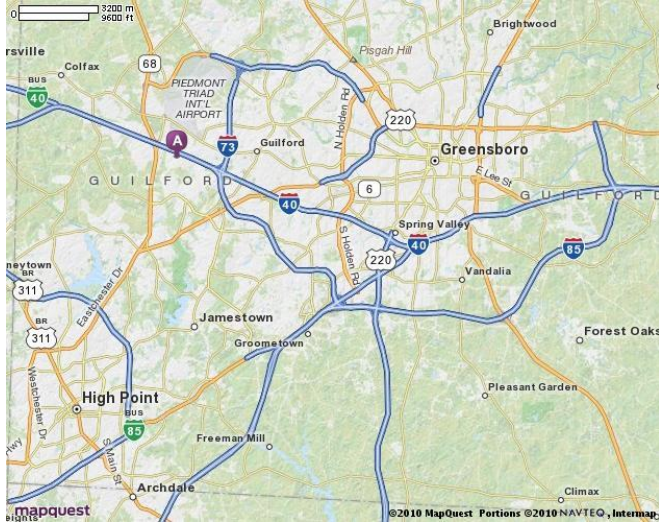 0
3200 m
9600 ft
Brightwood
rsville
Colfax
68
Pisgah Hill
BUS
40
PIEDMONT
TRIAD
INT'L
AIRPORT
N Holden Rd
220
A
73
Guilford
Greensboro
GUILFORD
6
E Lee St
GUILFORD
40
S Holden Rd
Spring Valley
40
220
85
neytown
BR
311
Eastchester Dr
Vandalia
BR
311
Jamestown
Groometown
Forest Oaks
Westchester Dr
High Point
Pleasant Garden
BUS
85
Hwy
S Main St
Freeman Mill
Archdale
Climax
eights
mapquest
©2010 MapQuest Portions ©2010 NAVTEQ, Intermap